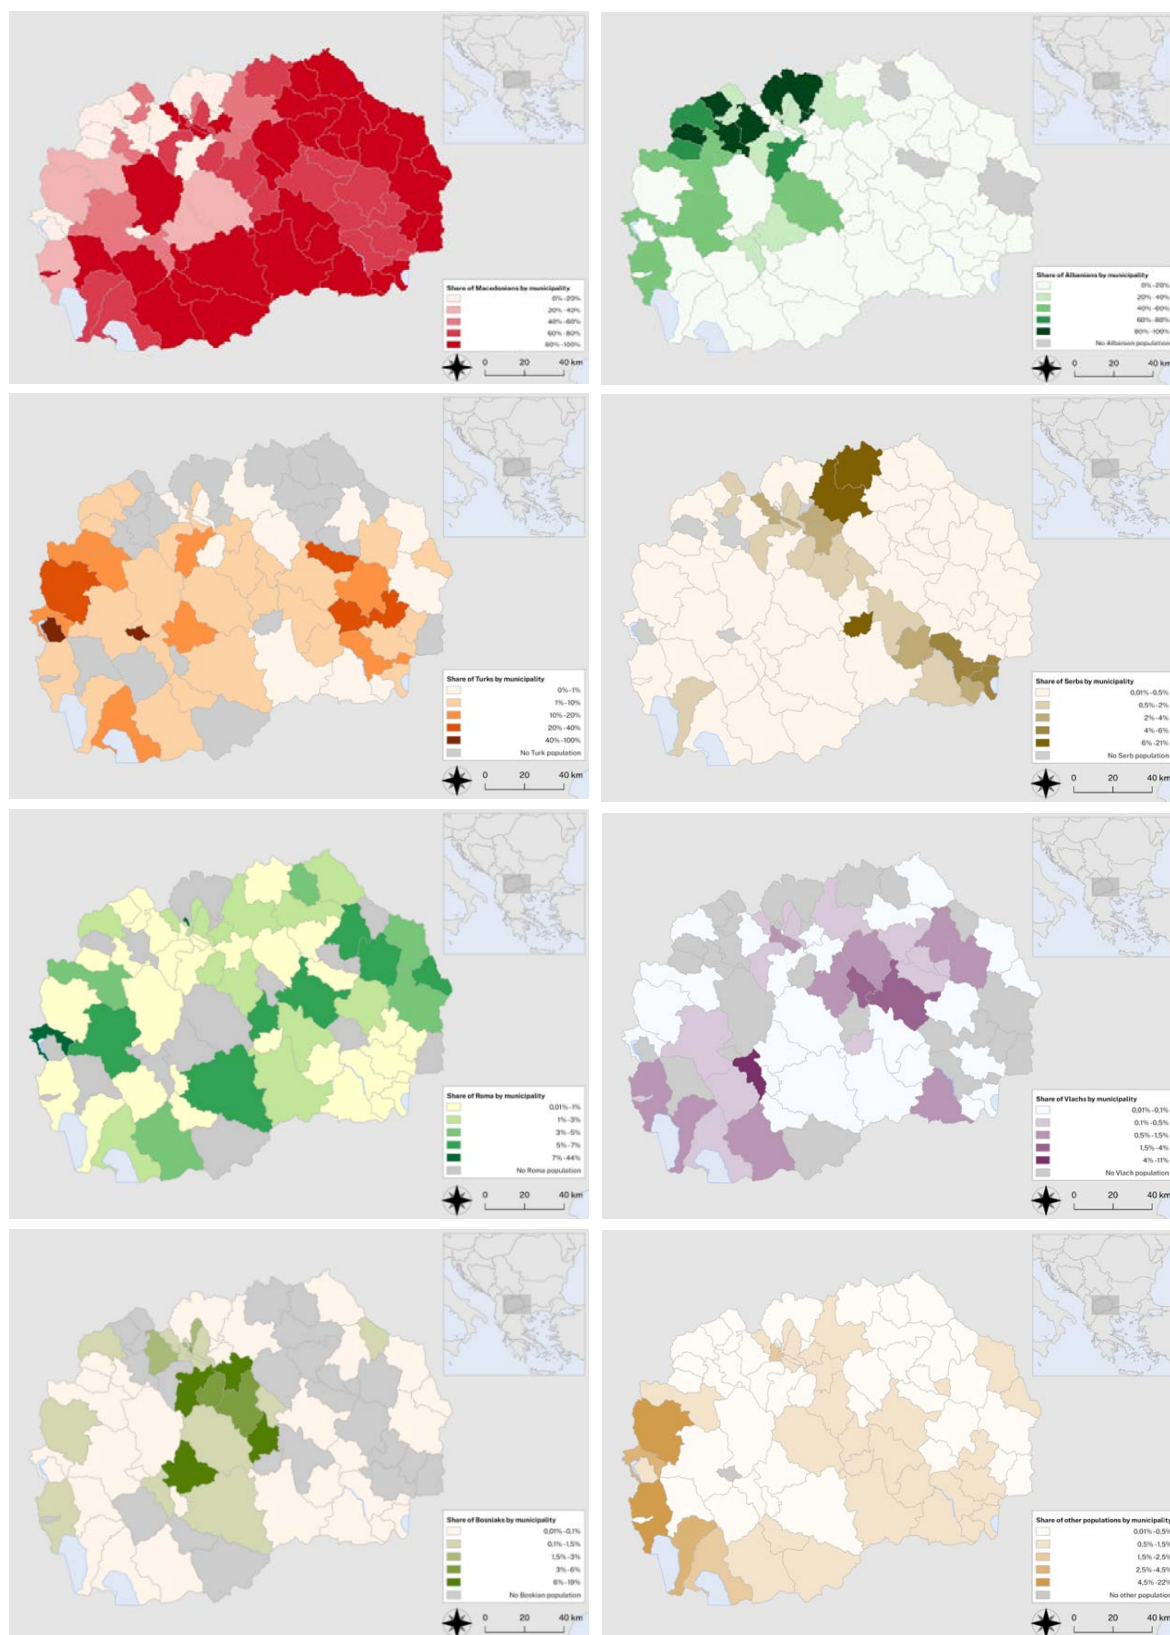 Share of Macedonians by municipality
0%-20%
20%-40%
40%-60%
60%-80%
80%-100%
0 20 40 km
Share of Albanians by municipality
0%-20%
20%-40%
40%-60%
60%-80%
80%-100%
No Albanian population
0 20 40 km
Share of Turks by municipality
0%-1%
1%-10%
10%-20%
20%-40%
40%-100%
No Turk population
0 20 40 km
Share of Serbs by municipality
0,01%-0,5%
0,5%-2%
2%-4%
4%-6%
6%-21%
No Serb population
0 20 40 km
Share of Roma by municipality
0,01%-1%
1%-3%
3%-5%
5%-7%
7%-44%
No Roma population
0 20 40 km
Share of Vlachs by municipality
0,01%-0,1%
0,1%-0,5%
0,5%-1,5%
1,5%-4%
4%-11%
No Vlach population
0 20 40 km
Share of Bosniaks by municipality
0,01%-0,1%
0,1%-1,5%
1,5%-3%
3%-6%
6%-19%
No Boskian population
0 20 40 km
Share of other populations by municipality
0,01%-0,5%
0,5%-1,5%
1,5%-2,5%
2,5%-4,5%
4,5%-22%
No other population
0 20 40 km